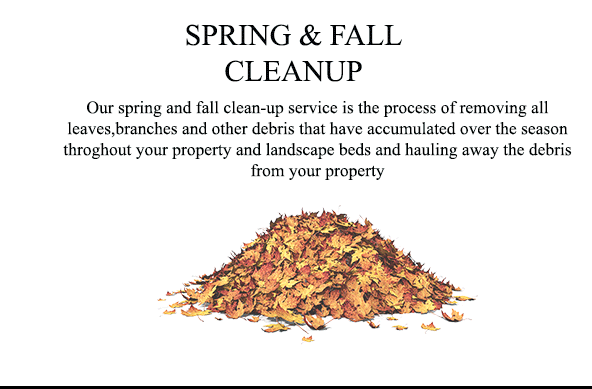 SPRING & FALL
CLEANUP
Our spring and fall clean-up service is the process of removing all
leaves,branches and other debris that have accumulated over the season
throghout your property and landscape beds and hauling away the debris
from your property